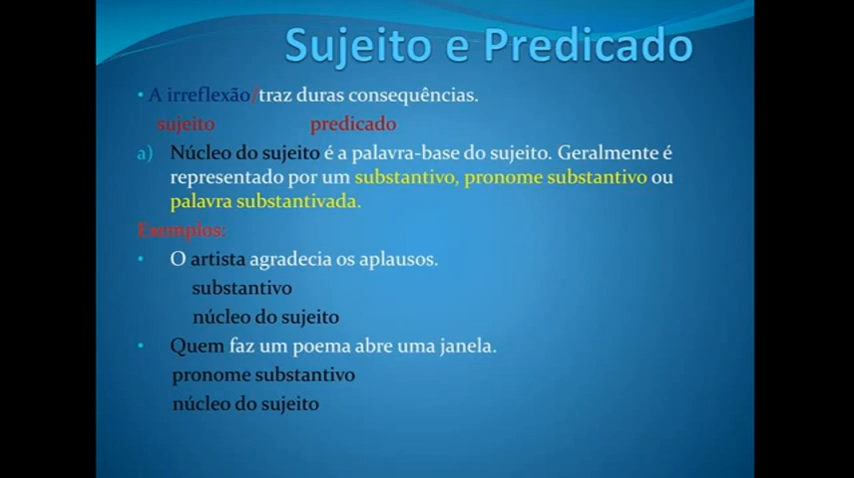 Sujeito e Predicado
• A irreflexão/traz duras consequências.
sujeito predicado
a) Núcleo do sujeito é a palavra-base do sujeito. Geralmente é
representado por um substantivo, pronome substantivo ou
palavra substantivada.
Exemplos:
• O artista agradecia os aplausos.
substantivo
núcleo do sujeito
• Quem faz um poema abre uma janela.
pronome substantivo
núcleo do sujeito